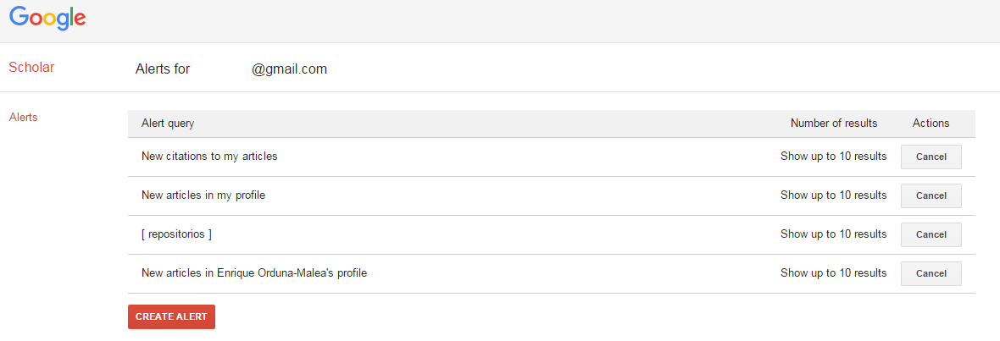 Google
Scholar Alerts for @gmail.com
Alerts
Alert query Number of results Actions
New citations to my articles Show up to 10 results Cancel
New articles in my profile Show up to 10 results Cancel
[ repositorios ] Show up to 10 results Cancel
New articles in Enrique Orduna-Malea's profile Show up to 10 results Cancel
CREATE ALERT